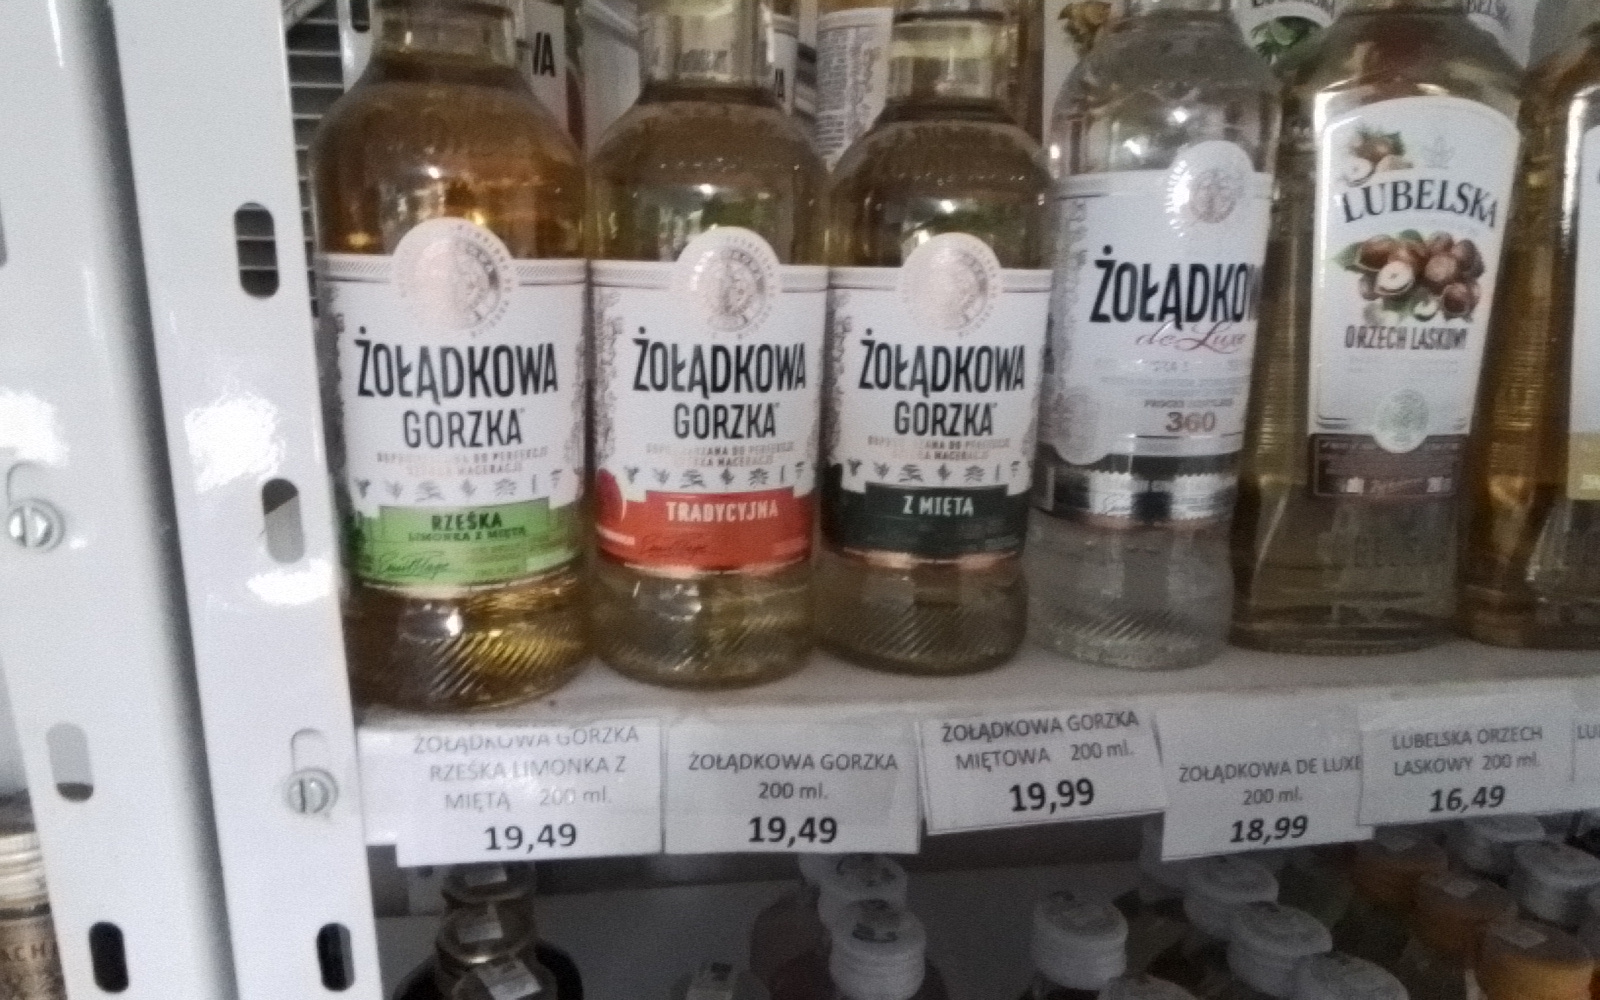 ŻOŁĄDKOWA
GORZKA
RZEŚKA
LIMONKA Z MIĘTĄ
ŻOŁĄDKOWA
GORZKA
TRADYCYJNA
ŻOŁĄDKOWA
GORZKA
Z MIĘTĄ
ŻOŁĄDKOW
de Luxe
360
LUBELSKA
ORZECH LASKOWY
ŻOŁĄDKOWA GORZKA
RZEŚKA LIMONKA Z
MIĘTĄ 200 ml.
19,49
ŻOŁĄDKOWA GORZKA
200 ml.
19,49
ŻOŁĄDKOWA GORZKA
MIĘTOWA 200 ml.
19,99
ŻOŁĄDKOWA DE LUXE
200 ml.
18,99
LUBELSKA ORZECH
LASKOWY 200 ml.
16,49